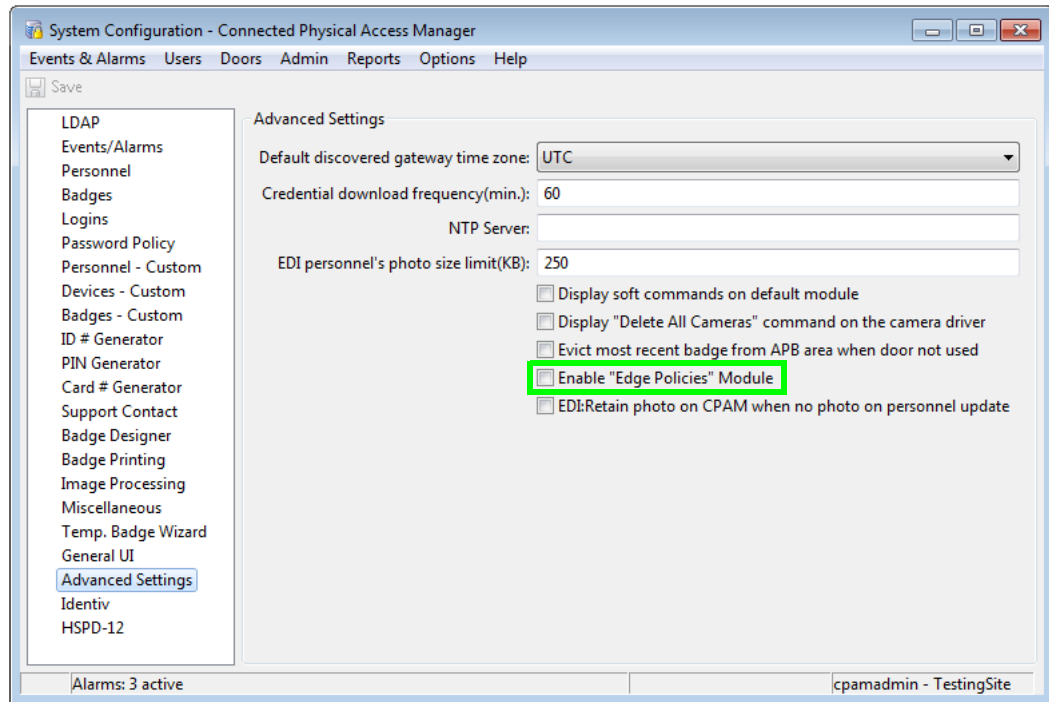 System Configuration - Connected Physical Access Manager
Events & Alarms Users Doors Admin Reports Options Help
Save
LDAP
Events/Alarms
Personnel
Badges
Logins
Password Policy
Personnel - Custom
Devices - Custom
Badges - Custom
ID # Generator
PIN Generator
Card # Generator
Support Contact
Badge Designer
Badge Printing
Image Processing
Miscellaneous
Temp. Badge Wizard
General UI
Advanced Settings
Identiv
HSPD-12
Advanced Settings
Default discovered gateway time zone: UTC
Credential download frequency(min.): 60
NTP Server:
EDI personnel's photo size limit(KB): 250
Display soft commands on default module
Display "Delete All Cameras" command on the camera driver
Evict most recent badge from APB area when door not used
Enable "Edge Policies" Module
EDI:Retain photo on CPAM when no photo on personnel update
Alarms: 3 active
cpamadmin - TestingSite